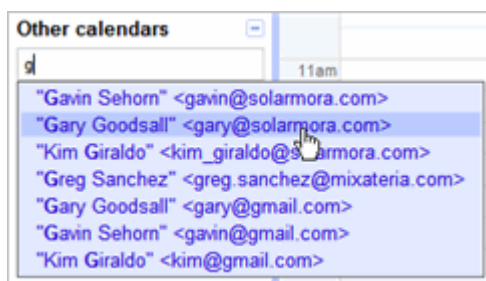 Other calendars
g
11am
"Gavin Sehorn" <gavin@solarmora.com>
"Gary Goodsall" <gary@solarmora.com>
"Kim Giraldo" <kim_giraldo@solarmora.com>
"Greg Sanchez" <greg.sanchez@mixateria.com>
"Gary Goodsall" <gary@gmail.com>
"Gavin Sehorn" <gavin@gmail.com>
"Kim Giraldo" <kim@gmail.com>